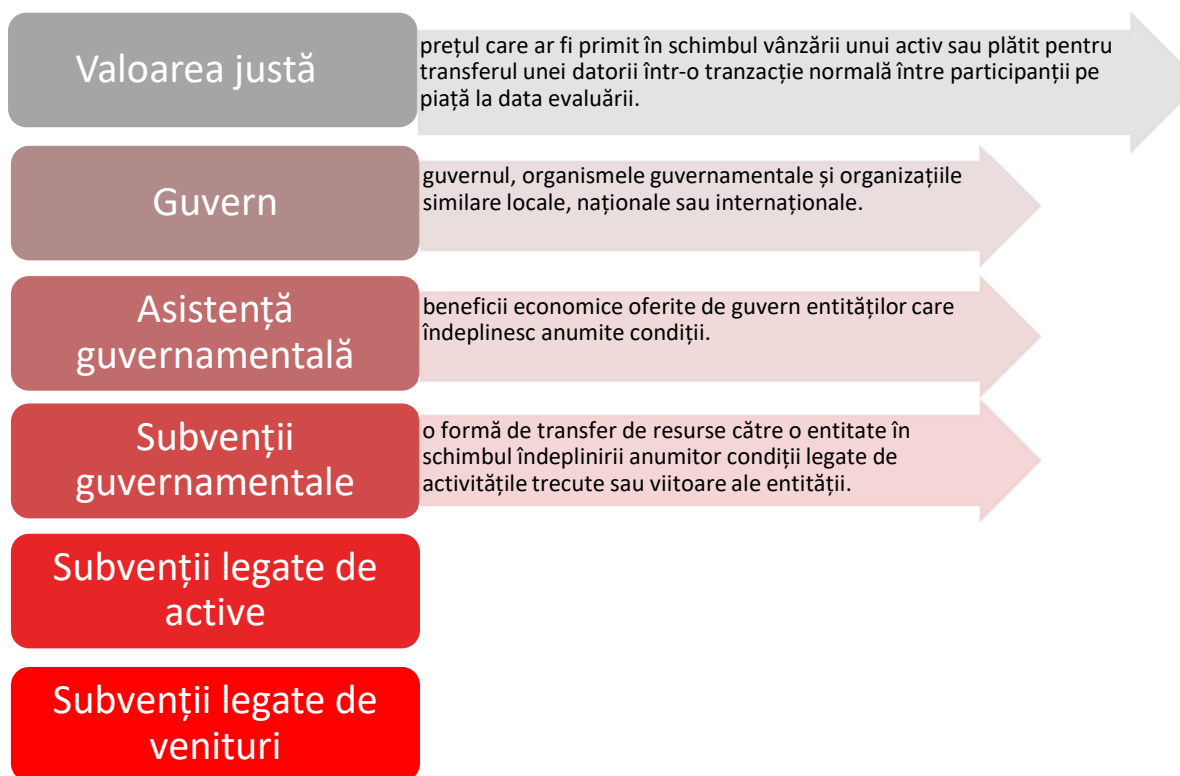 Valoarea justă
prețul care ar fi primit în schimbul vânzării unui activ sau plătit pentru
transferul unei datorii într-o tranzacție normală între participanții pe
piață la data evaluării.
Guvern
guvernul, organismele guvernamentale și organizațiile
similare locale, naționale sau internaționale.
Asistență
guvernamentală
beneficii economice oferite de guvern entităților care
îndeplinesc anumite condiții.
Subvenții
guvernamentale
o formă de transfer de resurse către o entitate în
schimbul îndeplinirii anumitor condiții legate de
activitățile trecute sau viitoare ale entității.
Subvenții legate de
active
Subvenții legate de
venituri